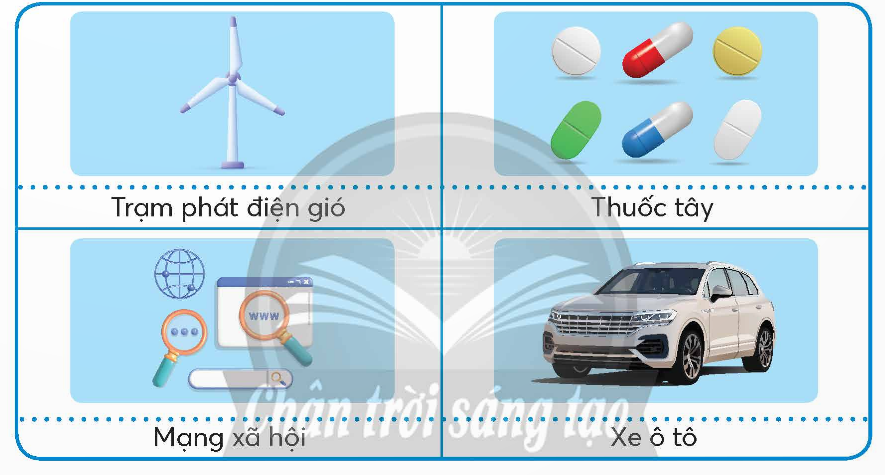 Trạm phát điện gió
Thuốc tây
www
Mạng xã hội
Xe ô tô
Chân trời sáng tạo